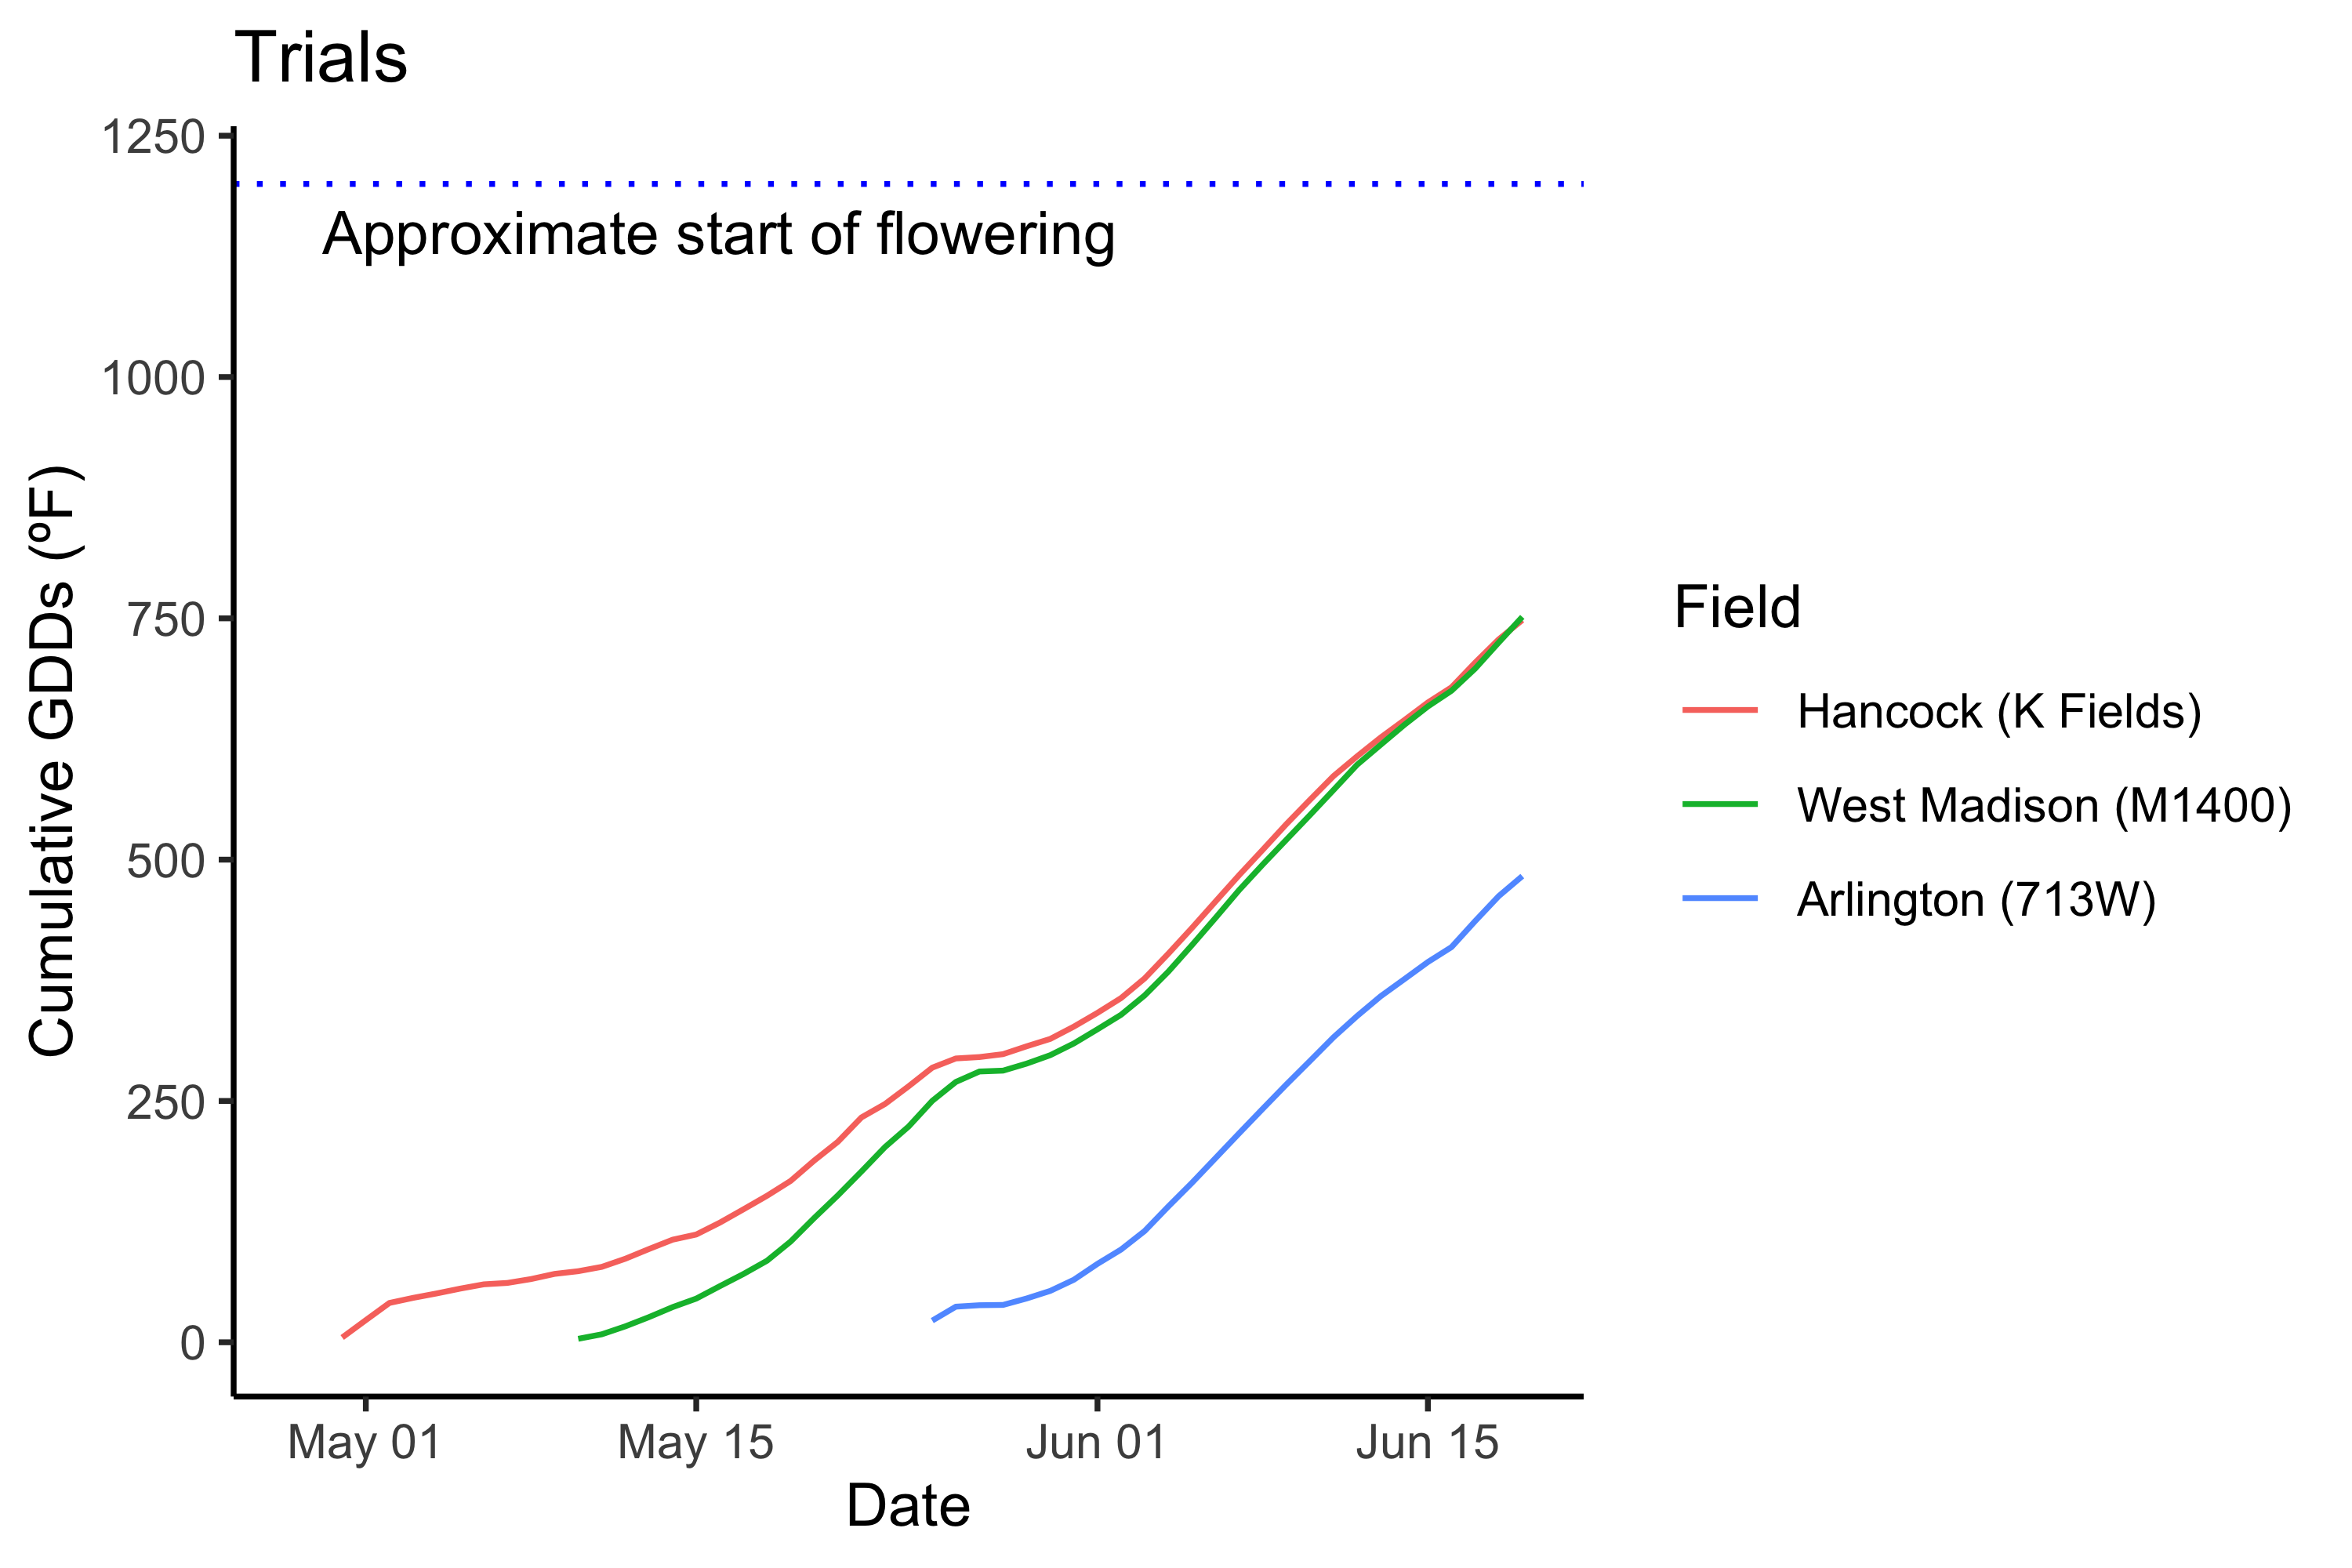 Trials
1250
Approximate start of flowering
1000
750
500
250
0
Cumulative GDDs (ºF)
May 01
May 15
Jun 01
Jun 15
Date
Field
Hancock (K Fields)
West Madison (M1400)
Arlington (713W)